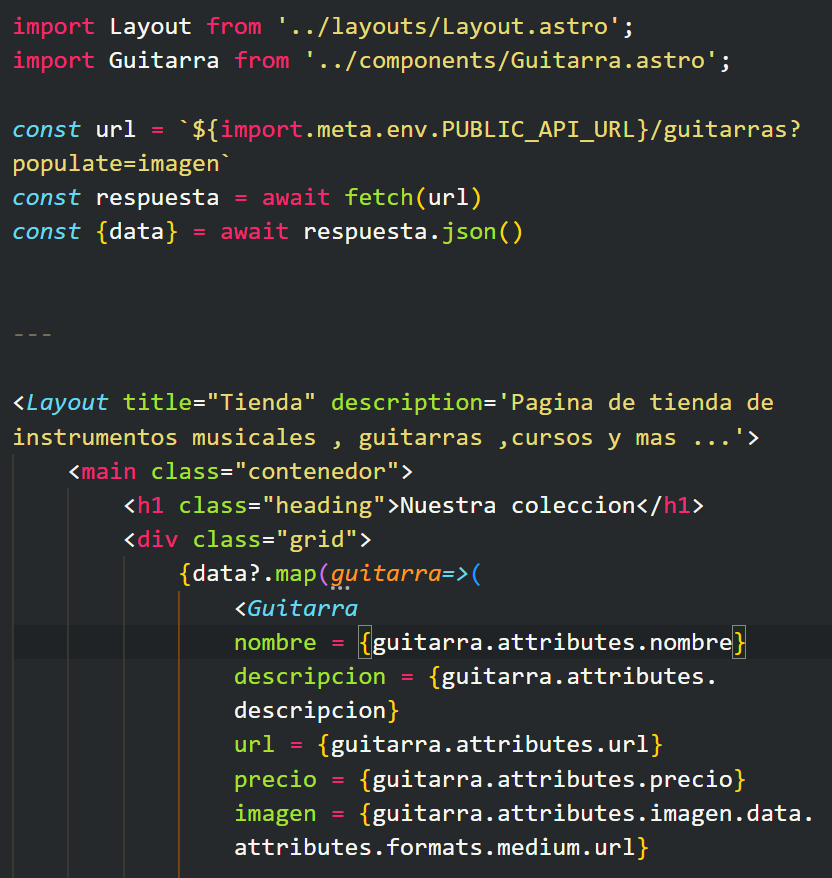 import Layout from '../layouts/Layout.astro';
import Guitarra from '../components/Guitarra.astro';
const url = `${import.meta.env.PUBLIC_API_URL}/guitarras?
populate=imagen`
const respuesta = await fetch(url)
const {data} = await respuesta.json()
---
<Layout title="Tienda" description='Pagina de tienda de
instrumentos musicales , guitarras ,cursos y mas ...'>
<main class="contenedor">
<h1 class="heading">Nuestra coleccion</h1>
<div class="grid">
{data?.map(guitarra=>(
<Guitarra
nombre = {guitarra.attributes.nombre}
descripcion = {guitarra.attributes.
descripcion}
url = {guitarra.attributes.url}
precio = {guitarra.attributes.precio}
imagen = {guitarra.attributes.imagen.data.
attributes.formats.medium.url}